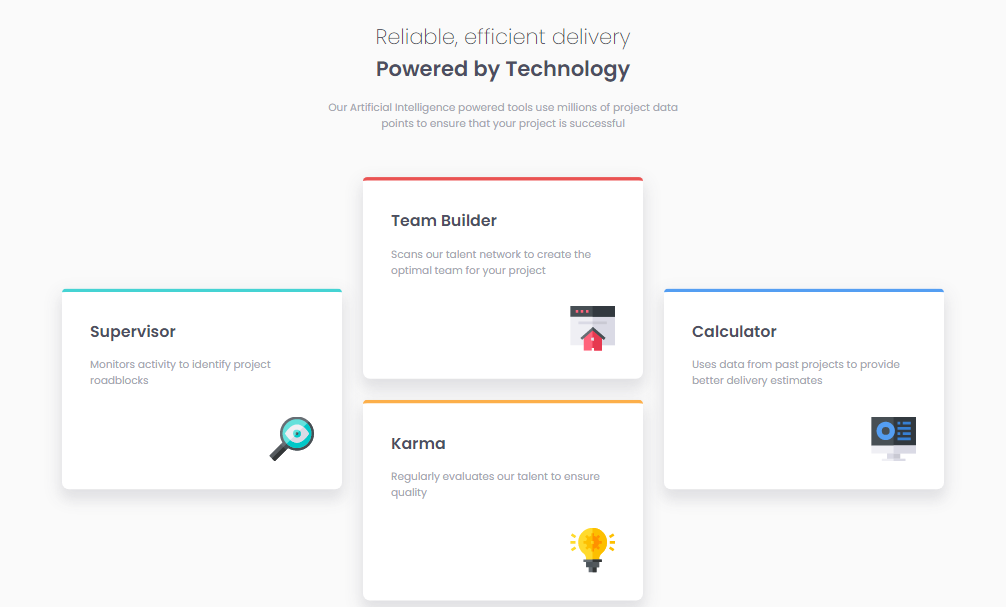 Reliable, efficient delivery
Powered by Technology
Our Artificial Intelligence powered tools use millions of project data
points to ensure that your project is successful
Supervisor
Monitors activity to identify project
roadblocks
Team Builder
Scans our talent network to create the
optimal team for your project
Karma
Regularly evaluates our talent to ensure
quality
Calculator
Uses data from past projects to provide
better delivery estimates